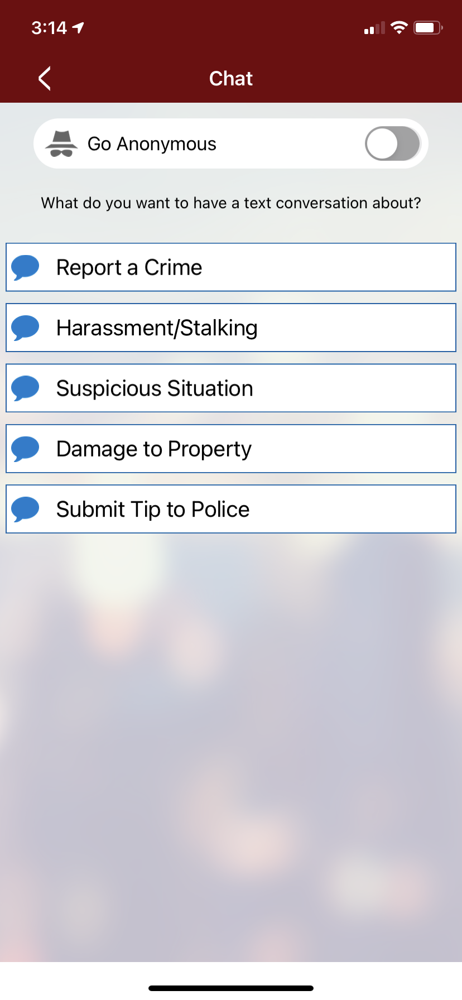 3:14
Chat
Go Anonymous
What do you want to have a text conversation about?
Report a Crime
Harassment/Stalking
Suspicious Situation
Damage to Property
Submit Tip to Police